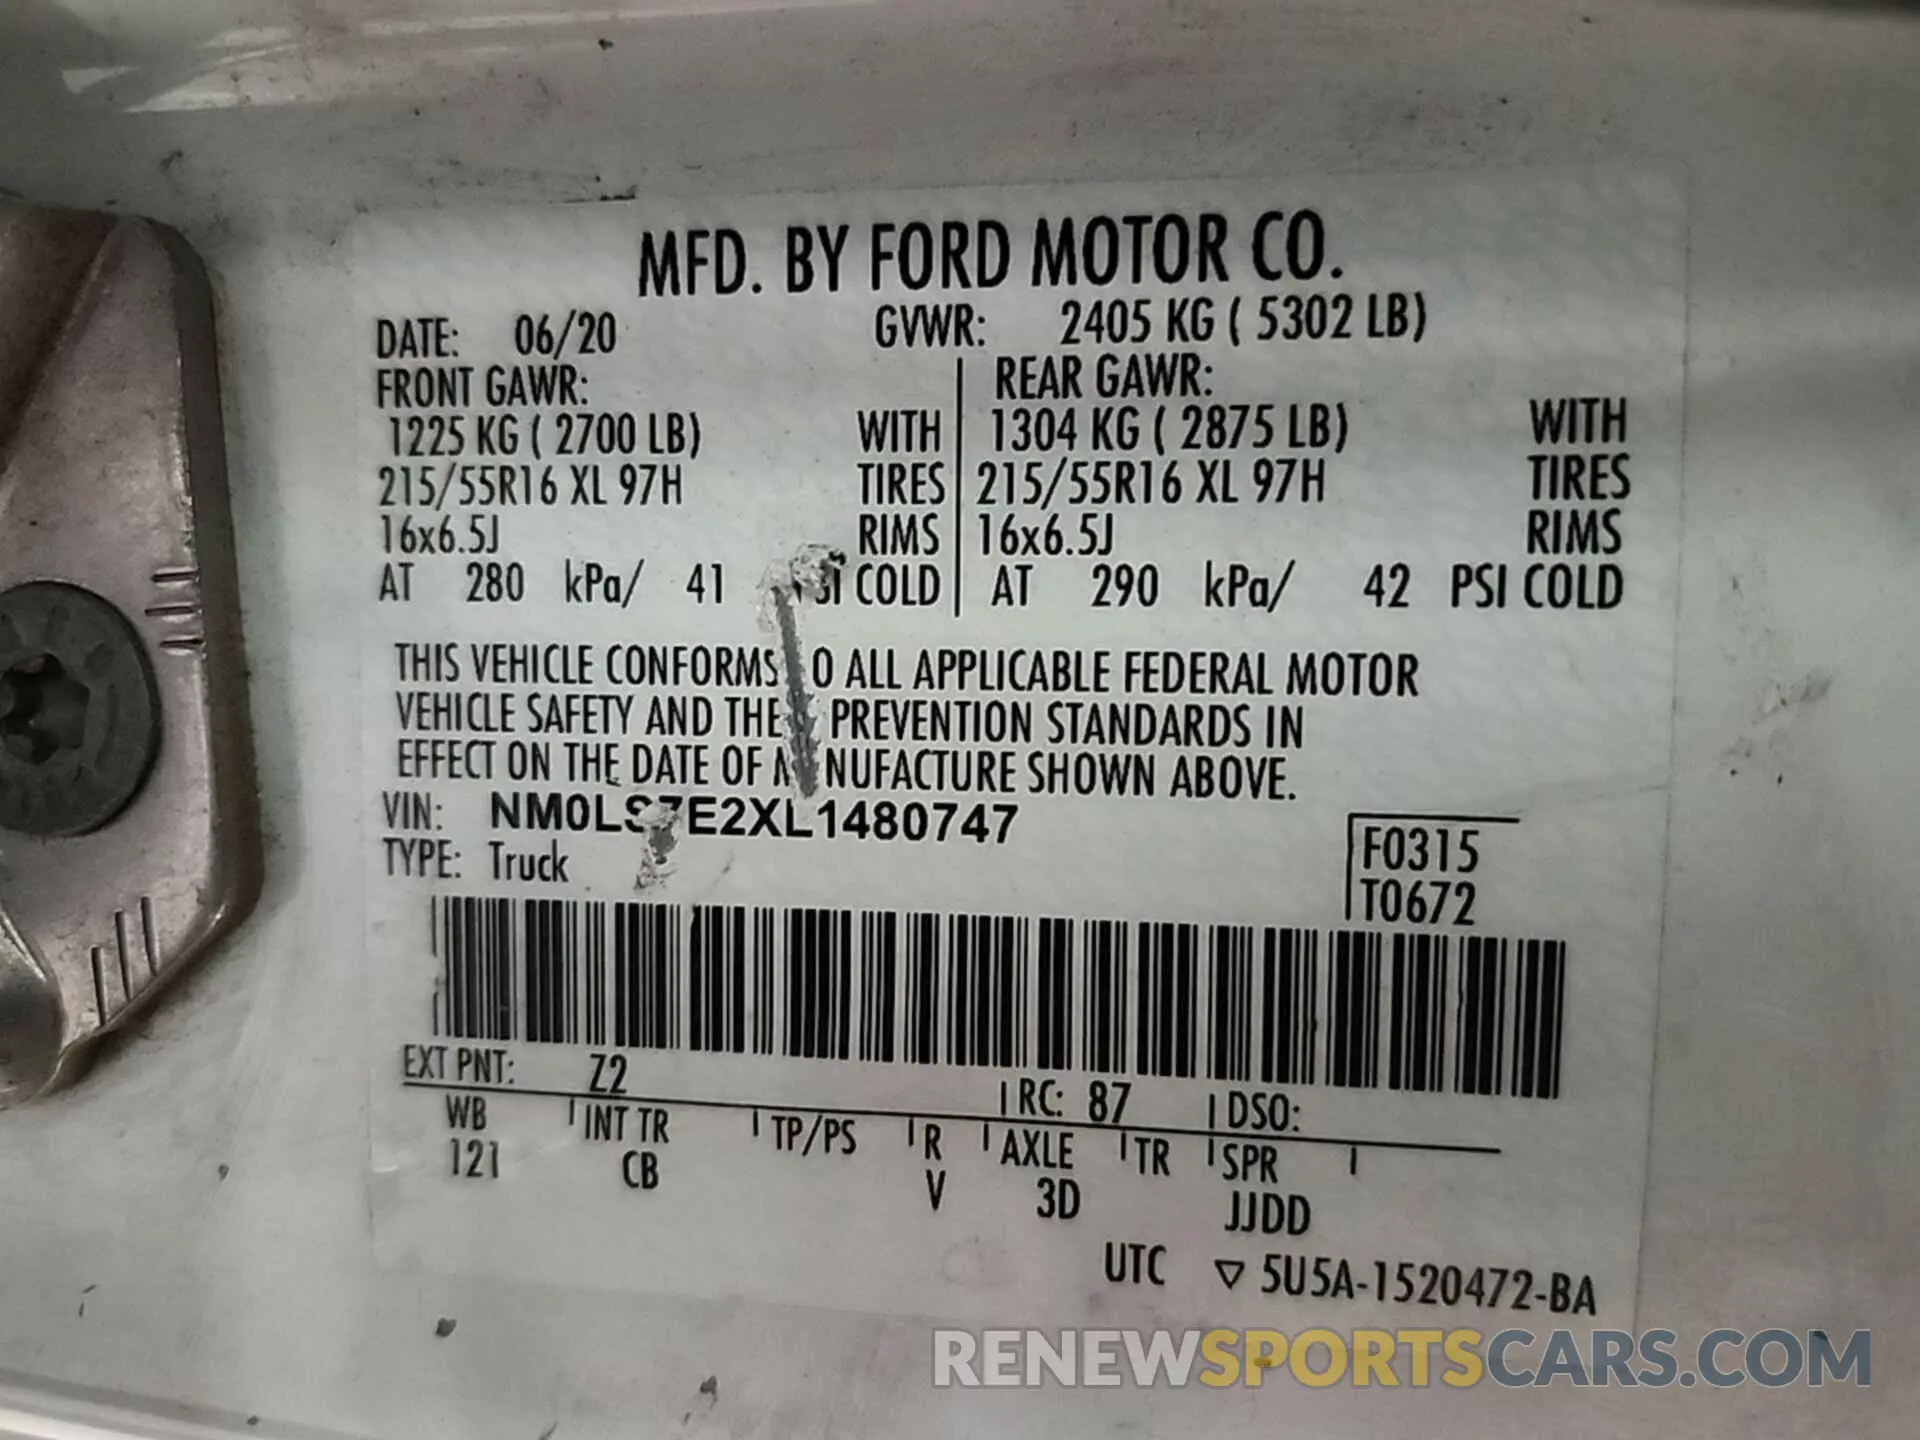 MFD. BY FORD MOTOR CO.
DATE: 06/20 GVWR: 2405 KG ( 5302 LB)
FRONT GAWR: REAR GAWR:
1225 KG ( 2700 LB) WITH 1304 KG ( 2875 LB) WITH
215/55R16 XL 97H TIRES 215/55R16 XL 97H TIRES
16x6.5J RIMS 16x6.5J RIMS
AT 280 kPa/ 41 COLD AT 290 kPa/ 42 PSI COLD
THIS VEHICLE CONFORMS ALL APPLICABLE FEDERAL MOTOR
VEHICLE SAFETY AND THE PREVENTION STANDARDS IN
EFFECT ON THE DATE OF SHOWN ABOVE.
VIN: NM0LS7E2XL1480747
TYPE: Truck
F0315
T0672
EXT PNT: Z2 RC: 87 DSO:
WB INT TR TP/PS R AXLE TR SPR
121 CB V 3D JJDD
UTC ▽ 5U5A-1520472-BA
RENEWSPORTSCARS.COM